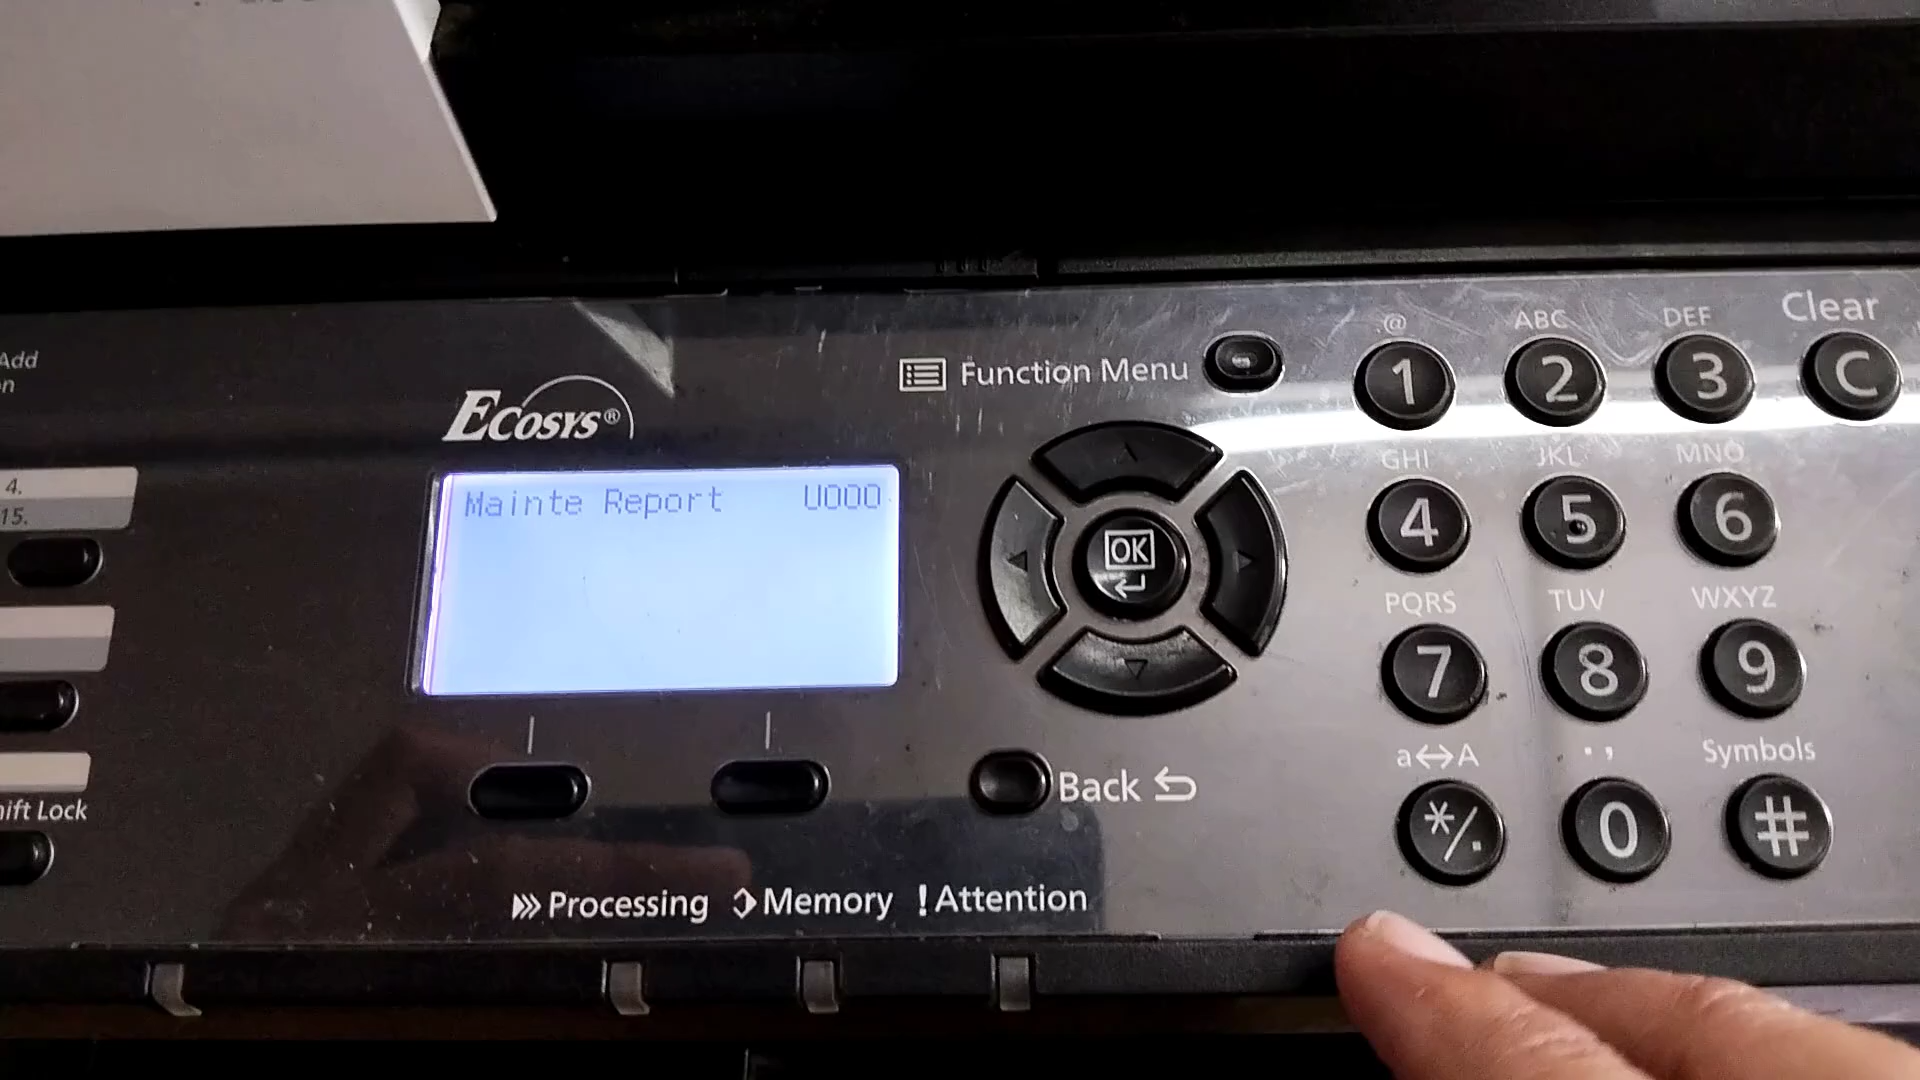 Add
n
ECOSYS®
Mainte Report U000
4.
15.
hift Lock
Function Menu
OK
Back
Processing Memory ! Attention
.@ ABC DEF Clear
1 2 3 C
GHI JKL MNO
4 5 6
PQRS TUV WXYZ
7 8 9
a↔A . , Symbols
*/. 0 #